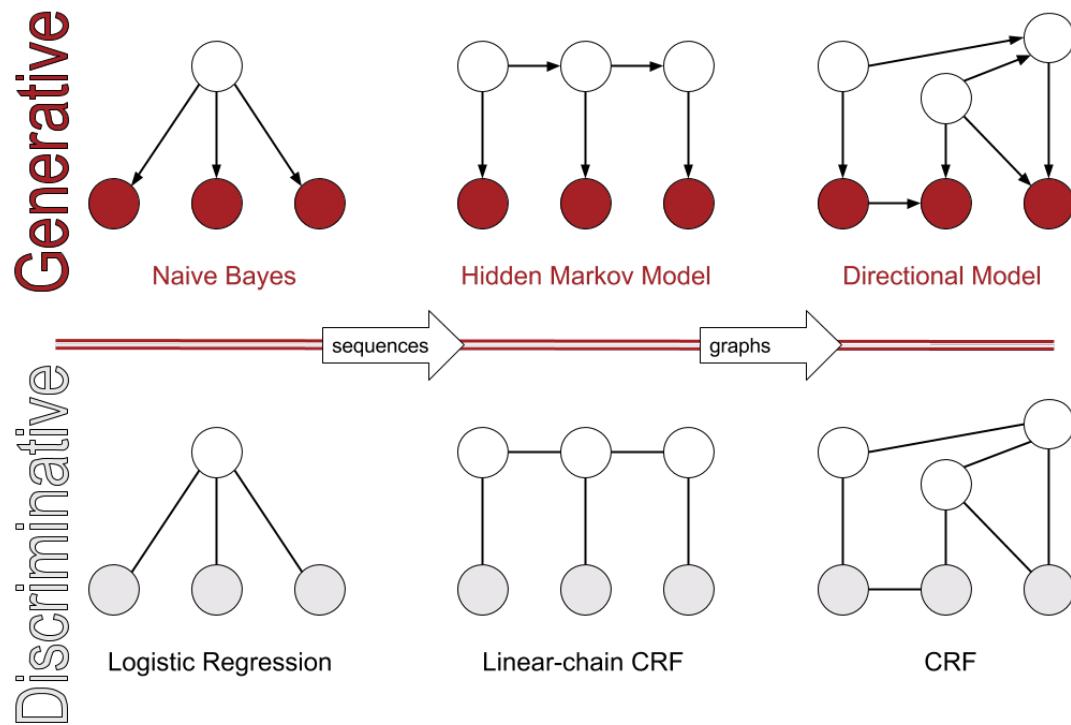 Generative
Naive Bayes
Hidden Markov Model
Directional Model
sequences
graphs
Discriminative
Logistic Regression
Linear-chain CRF
CRF